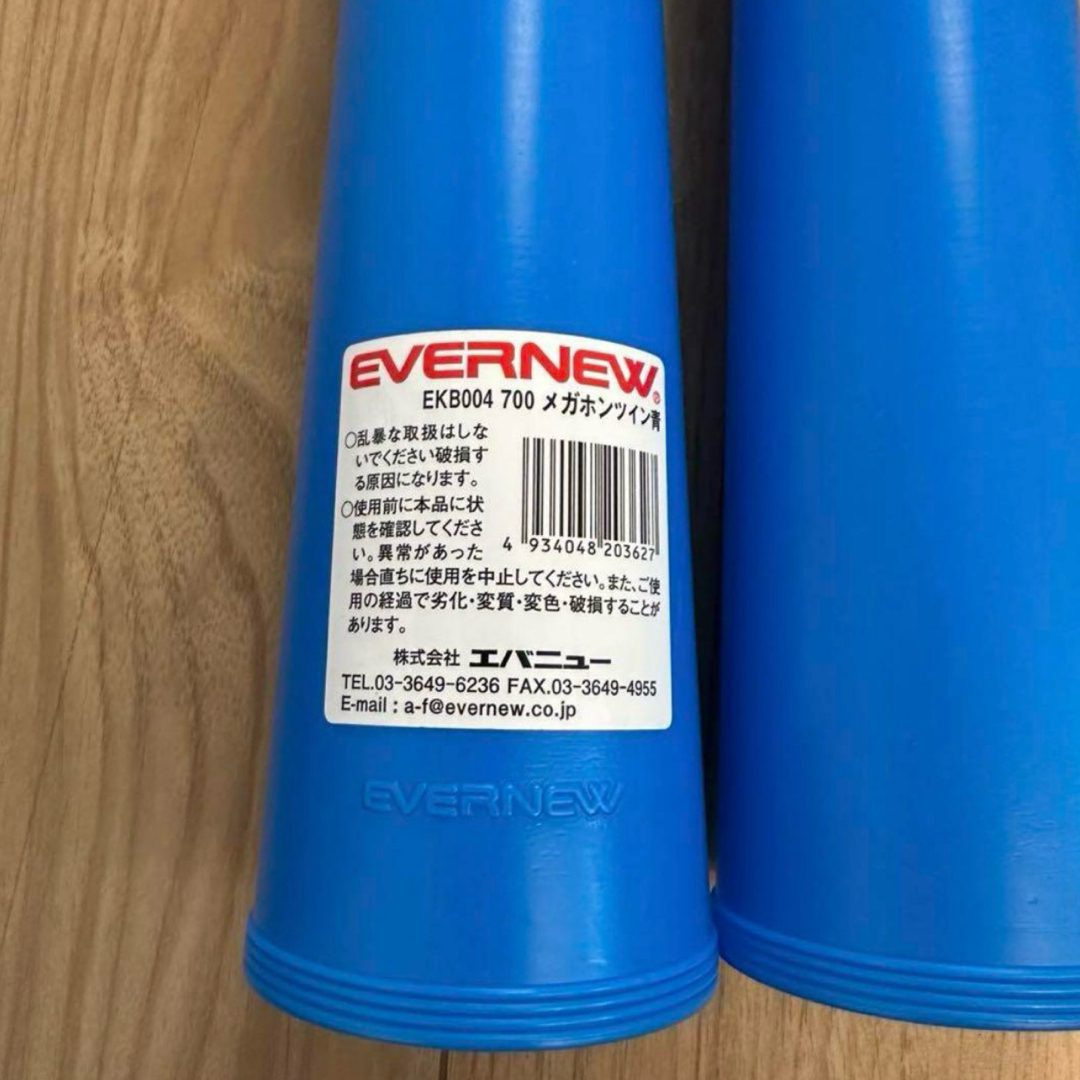 EVERNEW®
EKB004 700 メガホンツイン青
○乱暴な取扱はしな
いでください破損す
る原因になります。
○使用前に本品に状
態を確認してくださ
い。異常があった
場合直ちに使用を中止してください。また、ご使
用の経過で劣化・変質・変色・破損することが
あります。
4 934048 203627
株式会社 エバニュー
TEL.03-3649-6236 FAX.03-3649-4955
E-mail : a-f@evernew.co.jp
EVERNEW